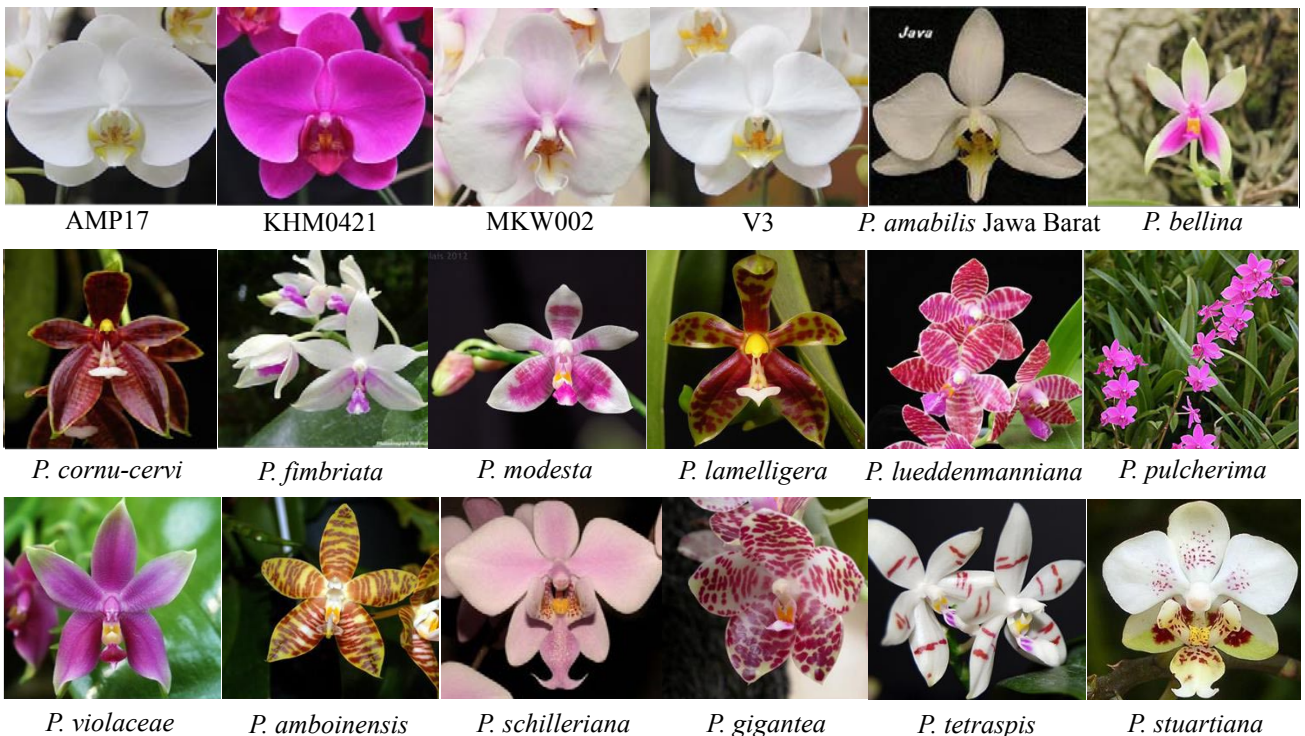 Java
AMP17 KHM0421 MKW002 V3 P. amabilis Jawa Barat P. bellina
P. cornu-cervi P. fimbriata P. modesta P. lamelligera P. lueddenmanniana P. pulcherima
P. violaceae P. amboinensis P. schilleriana P. gigantea P. tetraspis P. stuartiana